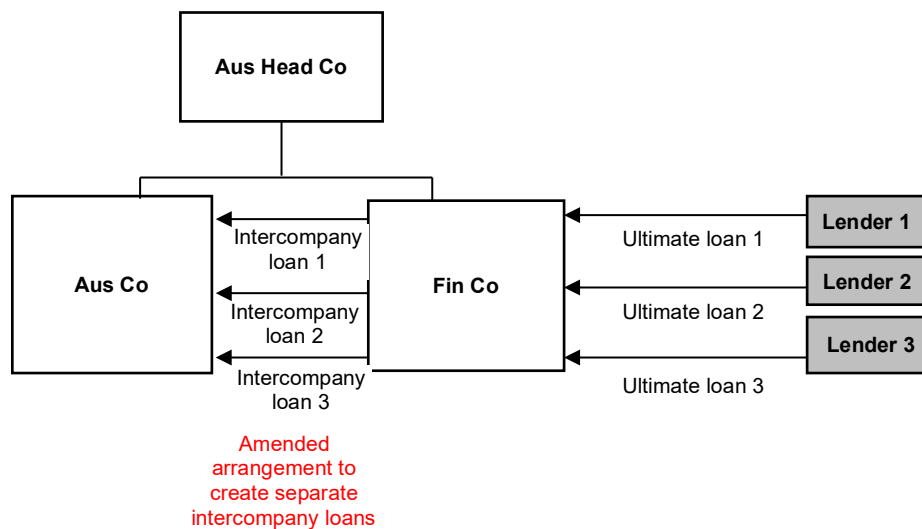 Aus Head Co
Aus Co
Intercompany
loan 1
Intercompany
loan 2
Intercompany
loan 3
Amended
arrangement to
create separate
intercompany loans
Fin Co
Ultimate loan 1
Ultimate loan 2
Ultimate loan 3
Lender 1
Lender 2
Lender 3